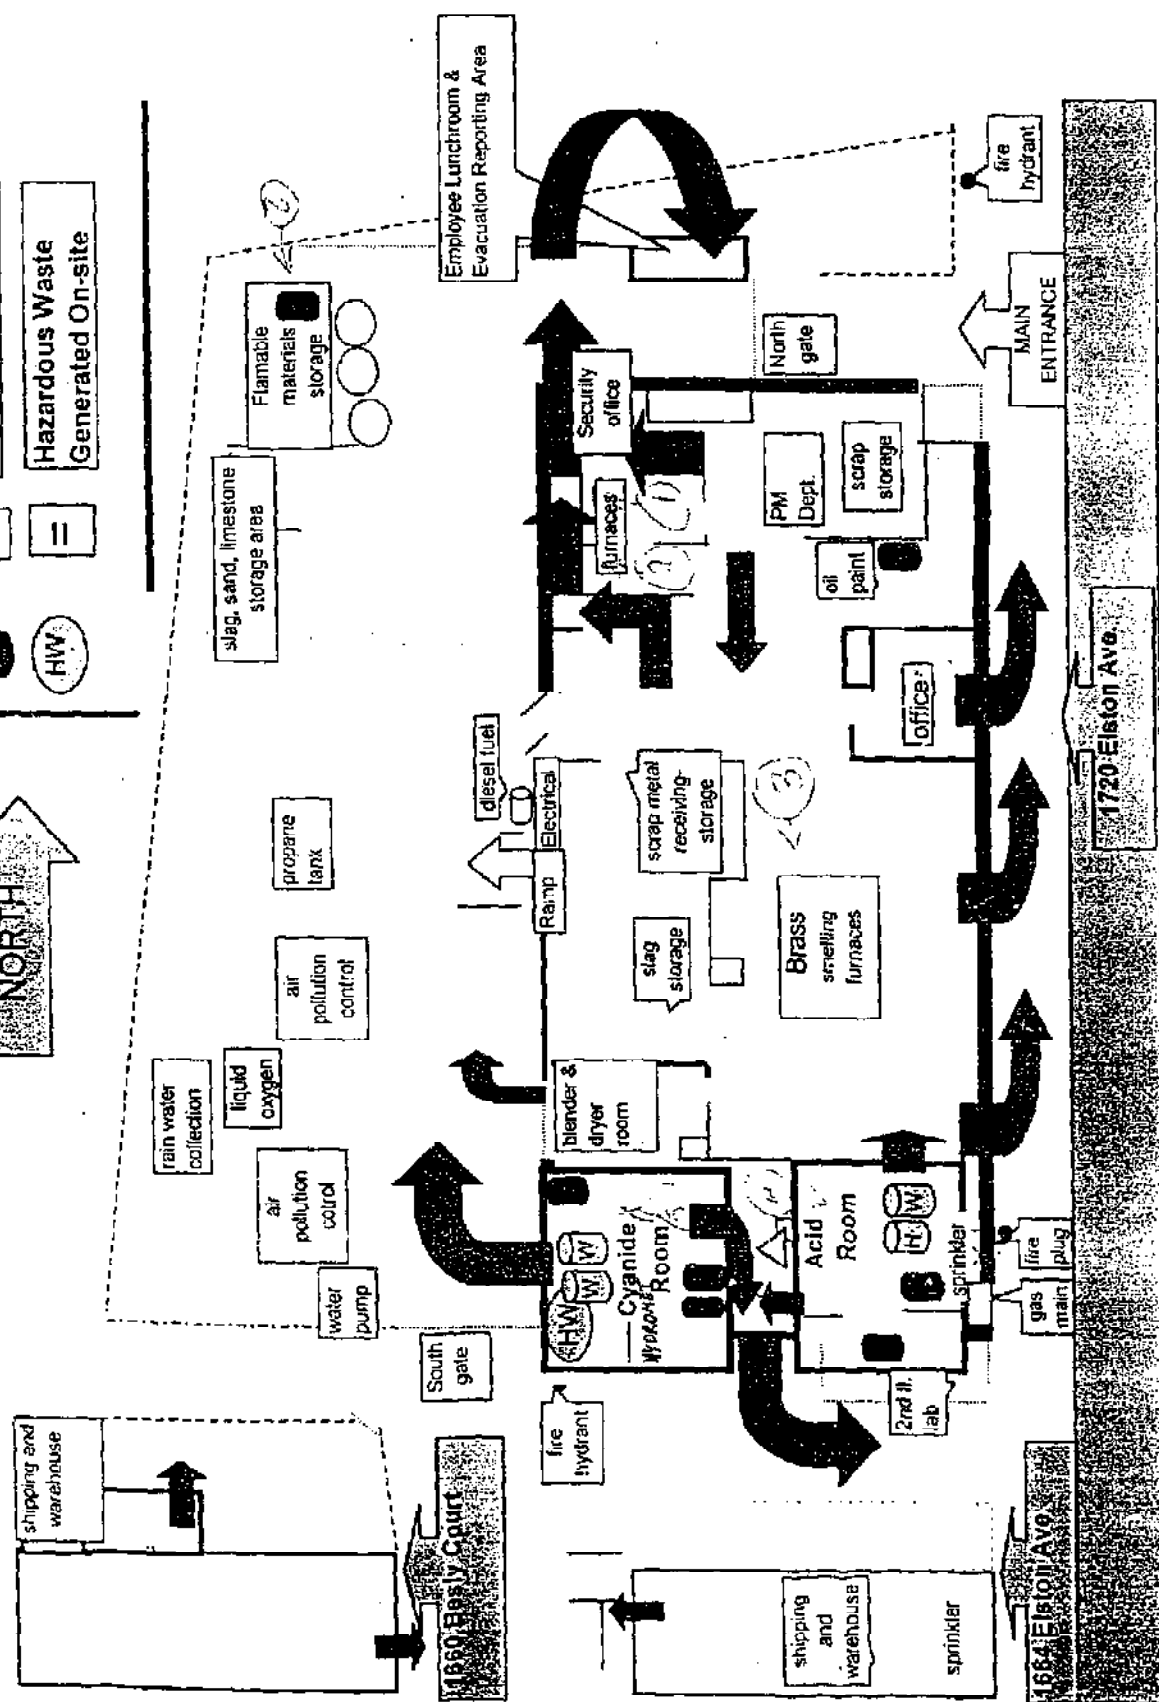 NORTH
HW
=
Hazardous Waste
Generated On-site
slag, sand, limestone
storage area
Flamable
materials
storage
2
Employee Lunchroom &
Evacuation Reporting Area
rain water
collection
liquid
oxygen
air
pollution
control
propane
tank
air
pollution
cotrol
water
pump
South
gate
shipping and
warehouse
1660 Besly Court
fire
hydrant
diesel fuel
Ramp
Electrical
blender &
dryer
room
HW
W
W
Cyanide
Room
slag
storage
scrap metal
receiving-
storage
3
Brass
smelling
furnaces
furnaces
Security
office
North
gate
PM
Dept.
scrap
storage
oil
paint
office
Acid
Room
H
W
sprinkler
2nd fl.
lab
gas
main
fire
plug
MAIN
ENTRANCE
fire
hydrant
shipping
and
warehouse
sprinkler
1664 Elston Ave
1720 Elston Ave.